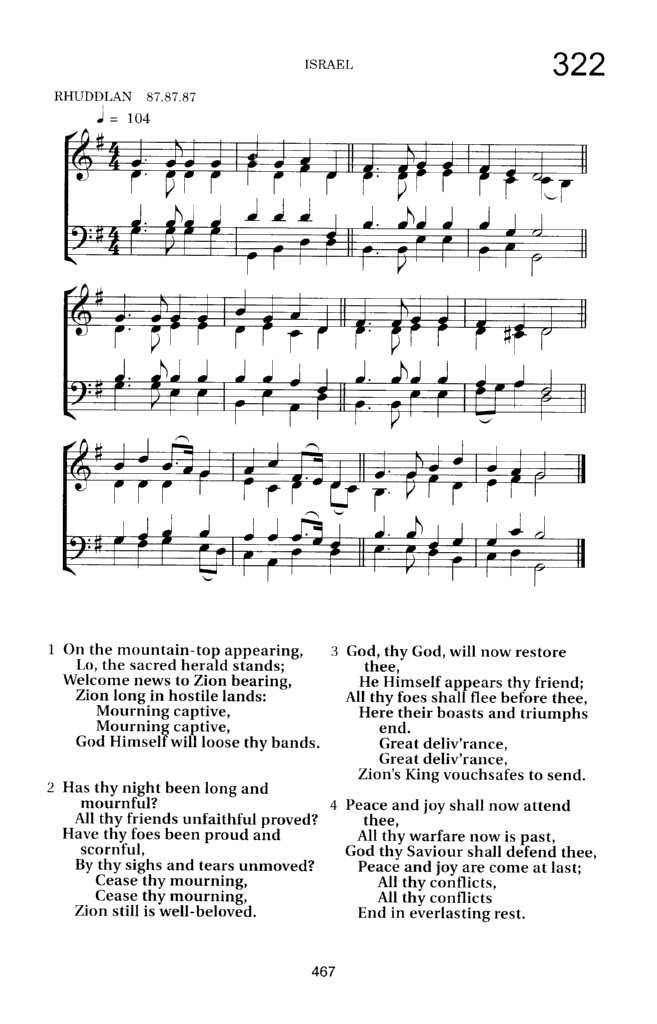 ISRAEL
322
RHUDDLAN 87.87.87
♩ = 104
1 On the mountain-top appearing,
Lo, the sacred herald stands;
Welcome news to Zion bearing,
Zion long in hostile lands:
Mourning captive,
Mourning captive,
God Himself will loose thy bands.
2 Has thy night been long and
mournful?
All thy friends unfaithful proved?
Have thy foes been proud and
scornful,
By thy sighs and tears unmoved?
Cease thy mourning,
Cease thy mourning,
Zion still is well-beloved.
3 God, thy God, will now restore
thee,
He Himself appears thy friend;
All thy foes shall flee before thee,
Here their boasts and triumphs
end.
Great deliv'rance,
Great deliv'rance,
Zion's King vouchsafes to send.
4 Peace and joy shall now attend
thee,
All thy warfare now is past,
God thy Saviour shall defend thee,
Peace and joy are come at last;
All thy conflicts,
All thy conflicts
End in everlasting rest.
467